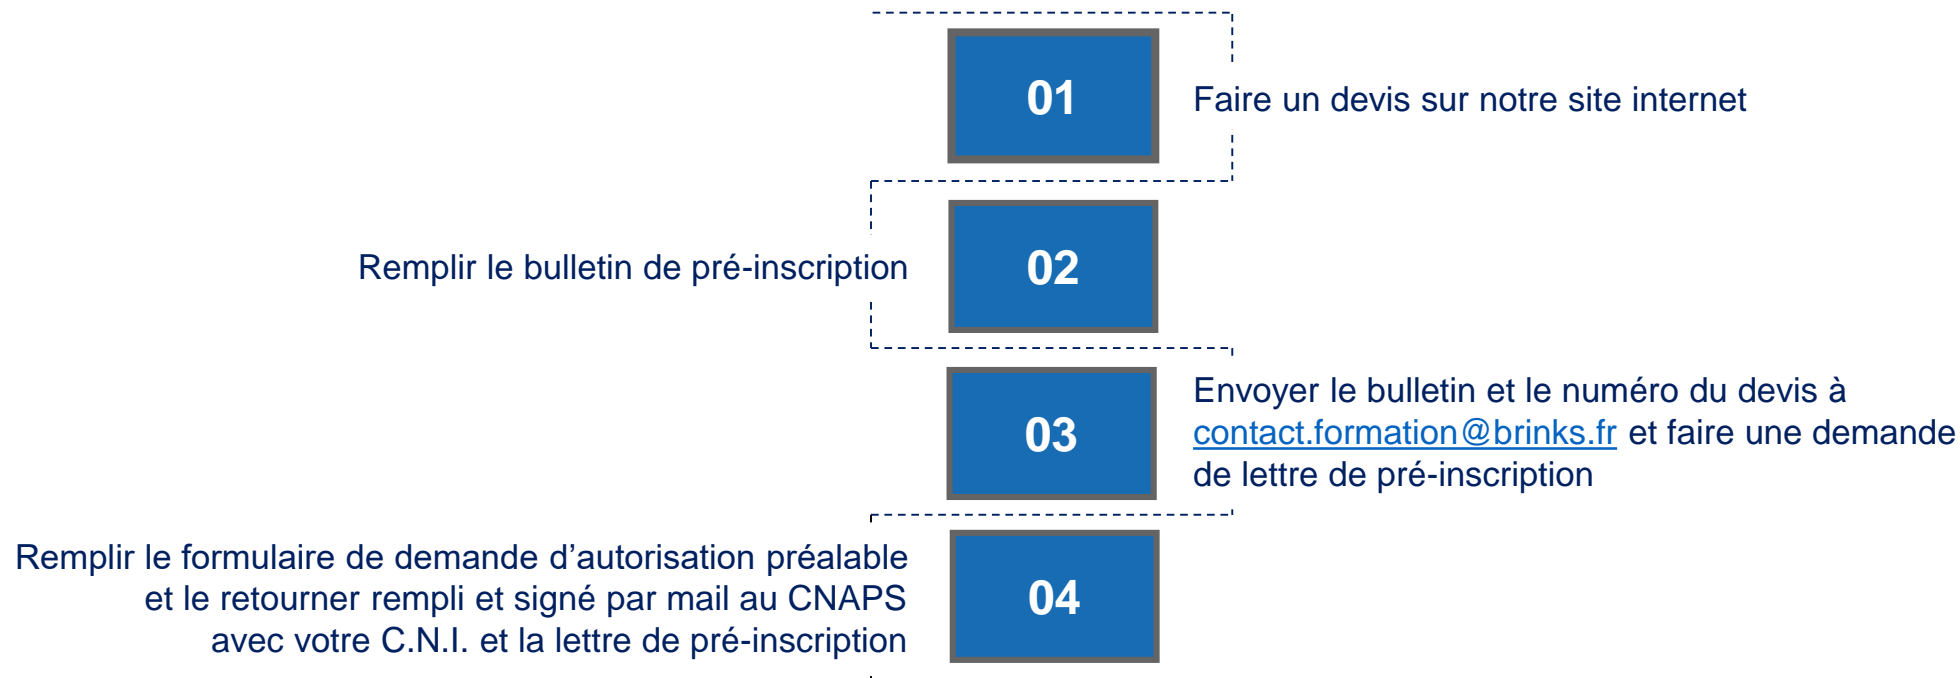 01
Faire un devis sur notre site internet
Remplir le bulletin de pré-inscription
02
03
Envoyer le bulletin et le numéro du devis à
contact.formation@brinks.fr et faire une demande
de lettre de pré-inscription
Remplir le formulaire de demande d’autorisation préalable
et le retourner rempli et signé par mail au CNAPS
avec votre C.N.I. et la lettre de pré-inscription
04